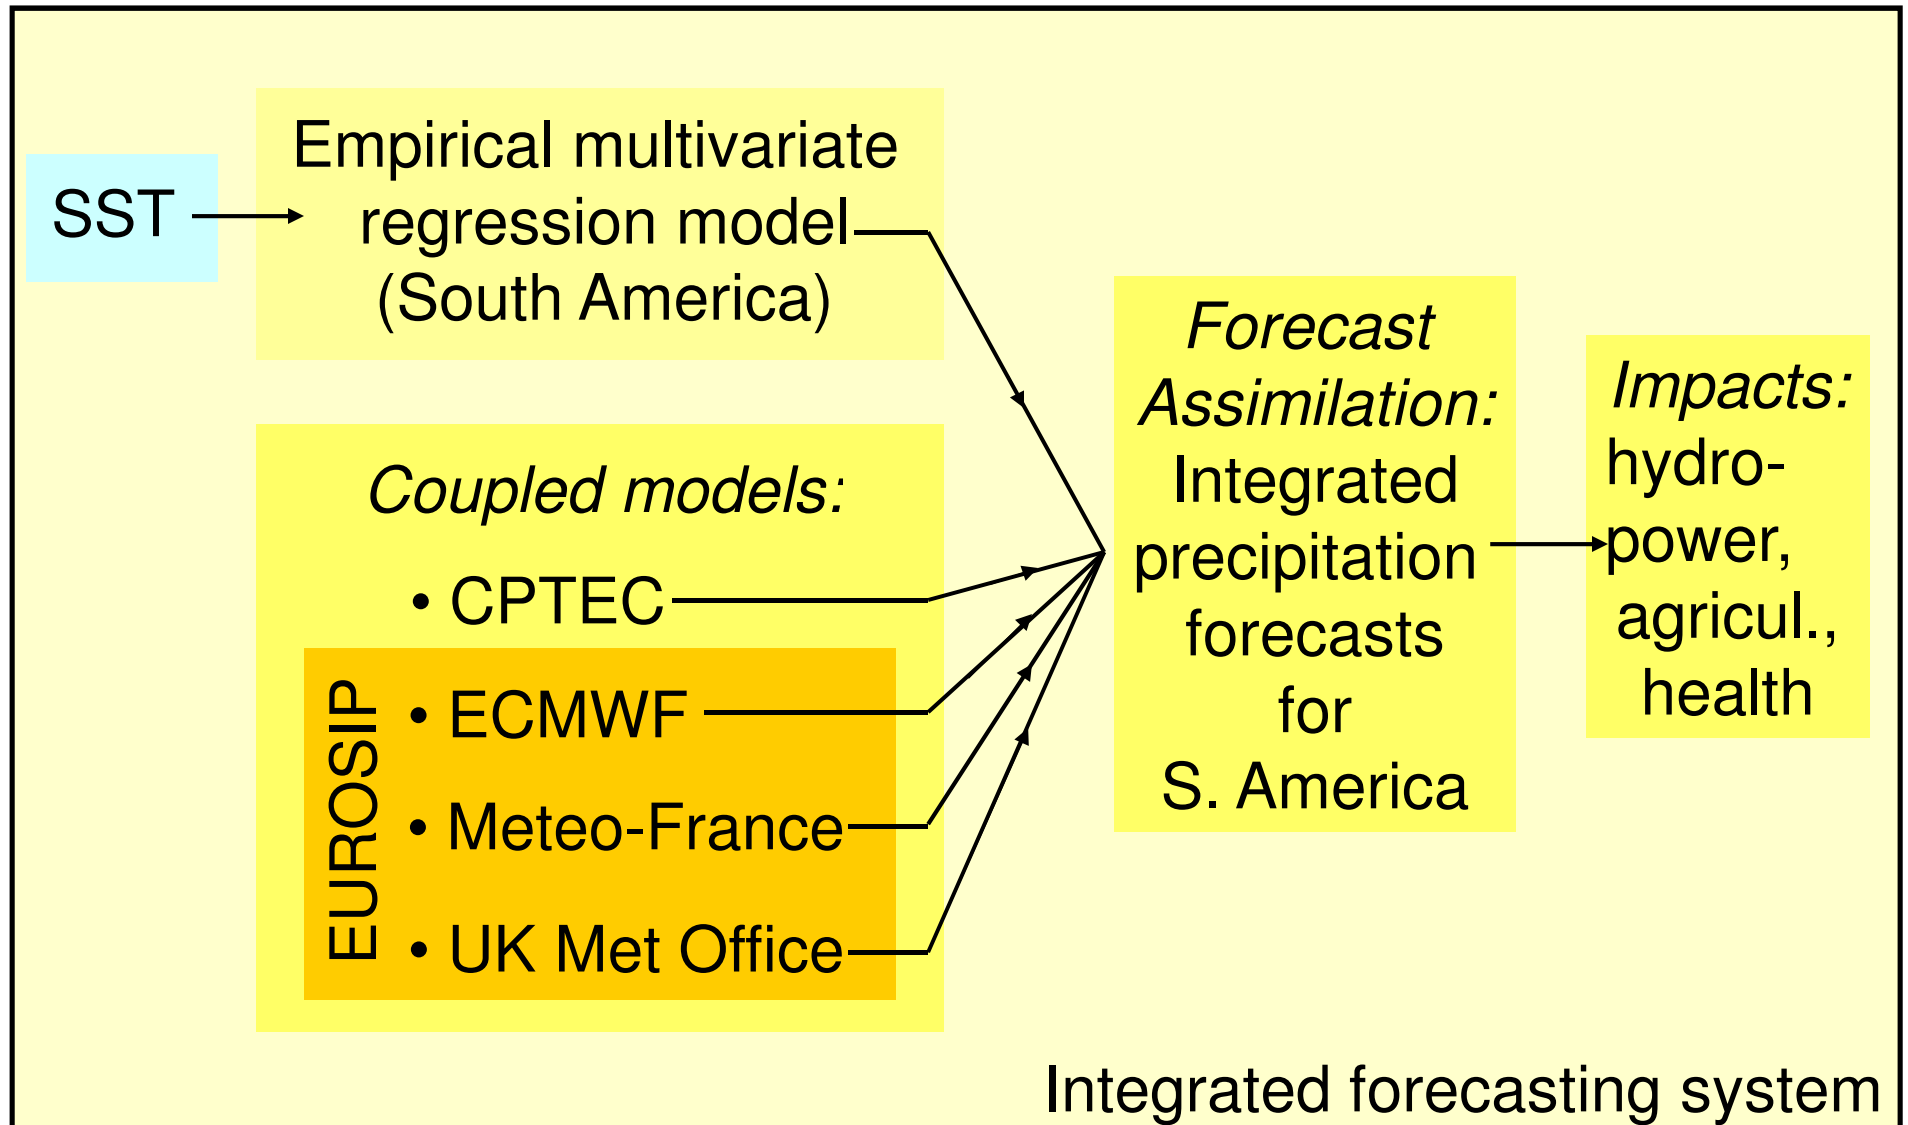 SST
Empirical multivariate
regression model
(South America)
Coupled models:
• CPTEC
EUROSIP
• ECMWF
• Meteo-France
• UK Met Office
Forecast
Assimilation:
Integrated
precipitation
forecasts
for
S. America
Impacts:
hydro-
power,
agricul.,
health
Integrated forecasting system